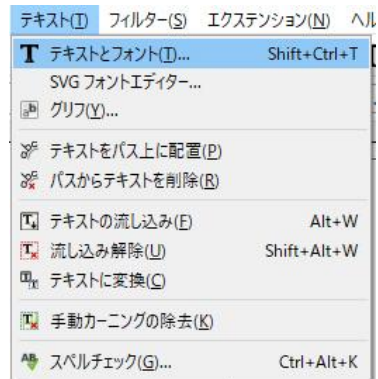 テキスト(T) フィルター(S) エクステンション(N) ヘル
テキストとフォント(T)... Shift+Ctrl+T
SVG フォントエディター...
グリフ(Y)...
テキストをパス上に配置(P)
パスからテキストを削除(R)
テキストの流し込み(F) Alt+W
流し込み解除(U) Shift+Alt+W
テキストに変換(C)
手動カーニングの除去(K)
スペルチェック(G)... Ctrl+Alt+K